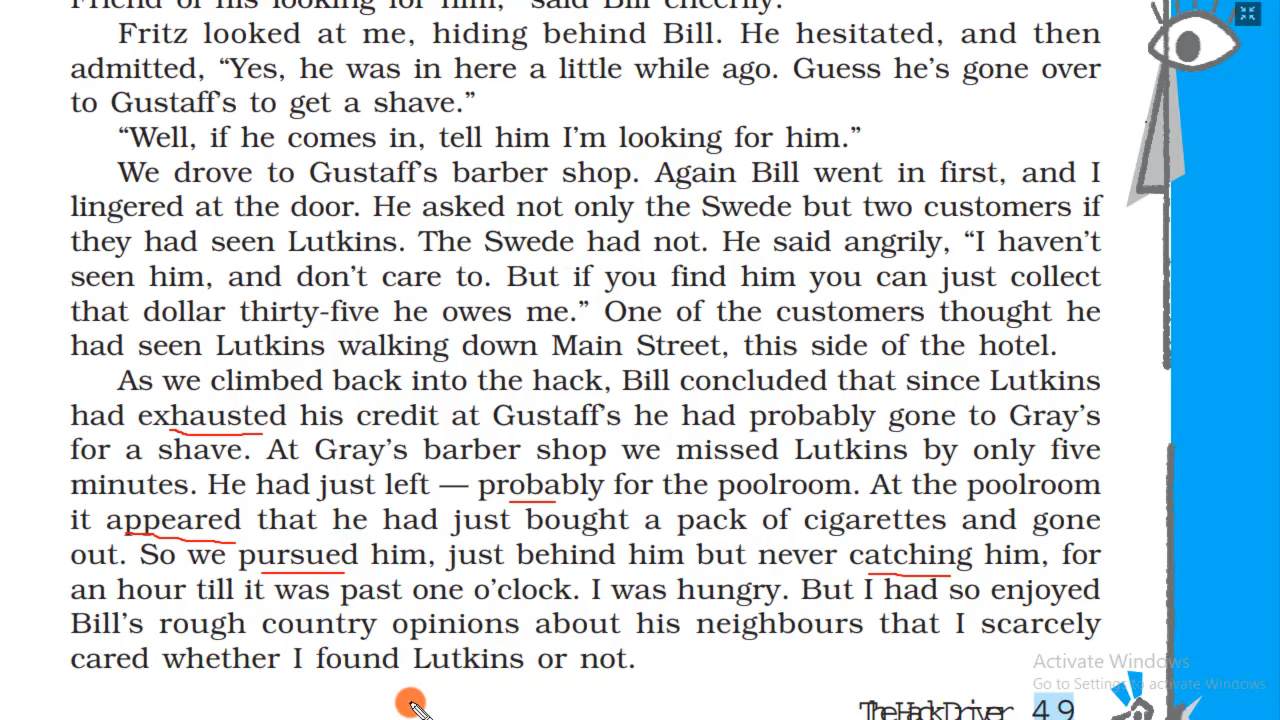 Friend of his looking for him,” said Bill cheerily.
Fritz looked at me, hiding behind Bill. He hesitated, and then
admitted, “Yes, he was in here a little while ago. Guess he’s gone over
to Gustaff’s to get a shave.”
“Well, if he comes in, tell him I’m looking for him.”
We drove to Gustaff’s barber shop. Again Bill went in first, and I
lingered at the door. He asked not only the Swede but two customers if
they had seen Lutkins. The Swede had not. He said angrily, “I haven’t
seen him, and don’t care to. But if you find him you can just collect
that dollar thirty-five he owes me.” One of the customers thought he
had seen Lutkins walking down Main Street, this side of the hotel.
As we climbed back into the hack, Bill concluded that since Lutkins
had exhausted his credit at Gustaff’s he had probably gone to Gray’s
for a shave. At Gray’s barber shop we missed Lutkins by only five
minutes. He had just left — probably for the poolroom. At the poolroom
it appeared that he had just bought a pack of cigarettes and gone
out. So we pursued him, just behind him but never catching him, for
an hour till it was past one o’clock. I was hungry. But I had so enjoyed
Bill’s rough country opinions about his neighbours that I scarcely
cared whether I found Lutkins or not.
Activate Windows
Go to Settings to activate Windows.
The Hack Driver 49